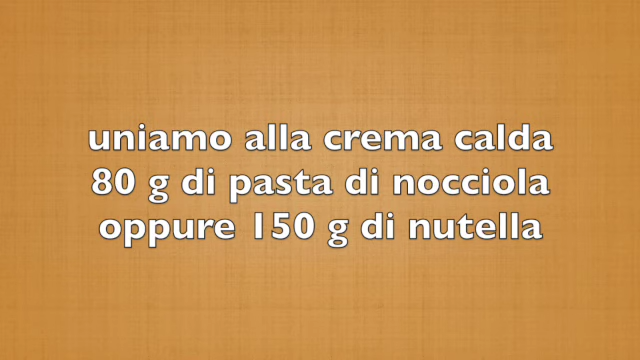 uniamo alla crema calda
80 g di pasta di nocciola
oppure 150 g di nutella